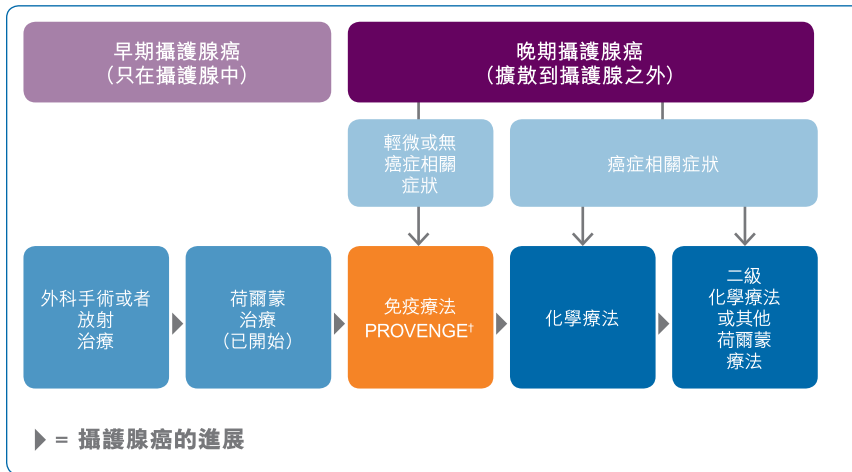 早期攝護腺癌
（只在攝護腺中）
晚期攝護腺癌
（擴散到攝護腺之外）
輕微或無
癌症相關
症狀
癌症相關症狀
外科手術或者
放射
治療
荷爾蒙
治療
（已開始）
免疫療法
PROVENGE†
化學療法
二級
化學療法
或其他
荷爾蒙
療法
= 攝護腺癌的進展